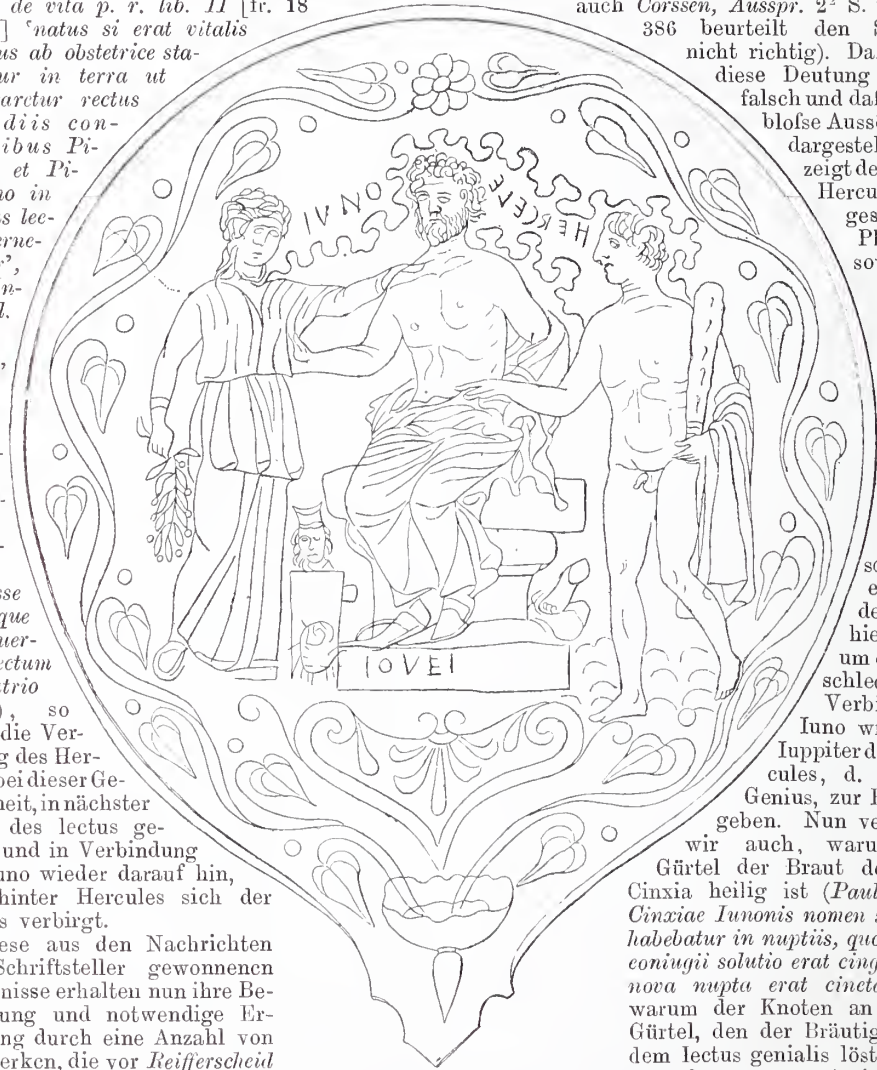 de vita p. r. lib. II [fr. 18
] ‘natus si erat vitalis
us ab obstetrice sta-
ur in terra ut
arctur rectus
diis con-
ibus Pi-
et Pi-
no in
s lec-
erne-
’,
n-
l.
,
-
-
-
sse
que
uer-
ectum
atrio
), so
die Ver-
g des Her-
bei dieser Ge-
heit, in nächster
des lectus ge-
und in Verbindung
uno wieder darauf hin,
hinter Hercules sich der
s verbirgt.
ese aus den Nachrichten
Schriftsteller gewonnenen
nisse erhalten nun ihre Be-
ung und notwendige Er-
ng durch eine Anzahl von
erken, die vor Reifferscheid
IVNO
HERCELE
IOVEI
auch Corssen, Ausspr. 2² S.
386 beurteilt den S
nicht richtig). Da
diese Deutung
falsch und daſ
bloſse Aussö
dargestel
zeigt de
Hercu
ges
Pl
so
so
e
de
hie
um
schlec
Verbi
Iuno w
Iuppiter d
cules, d.
Genius, zur E
geben. Nun ve
wir auch, waru
Gürtel der Braut de
Cinxia heilig ist (Paul
Cinxiae Iunonis nomen s
habebatur in nuptiis, quo
coniugii solutio erat cing
nova nupta erat cincta
warum der Knoten an
Gürtel, den der Bräutig
dem lectus genialis löst